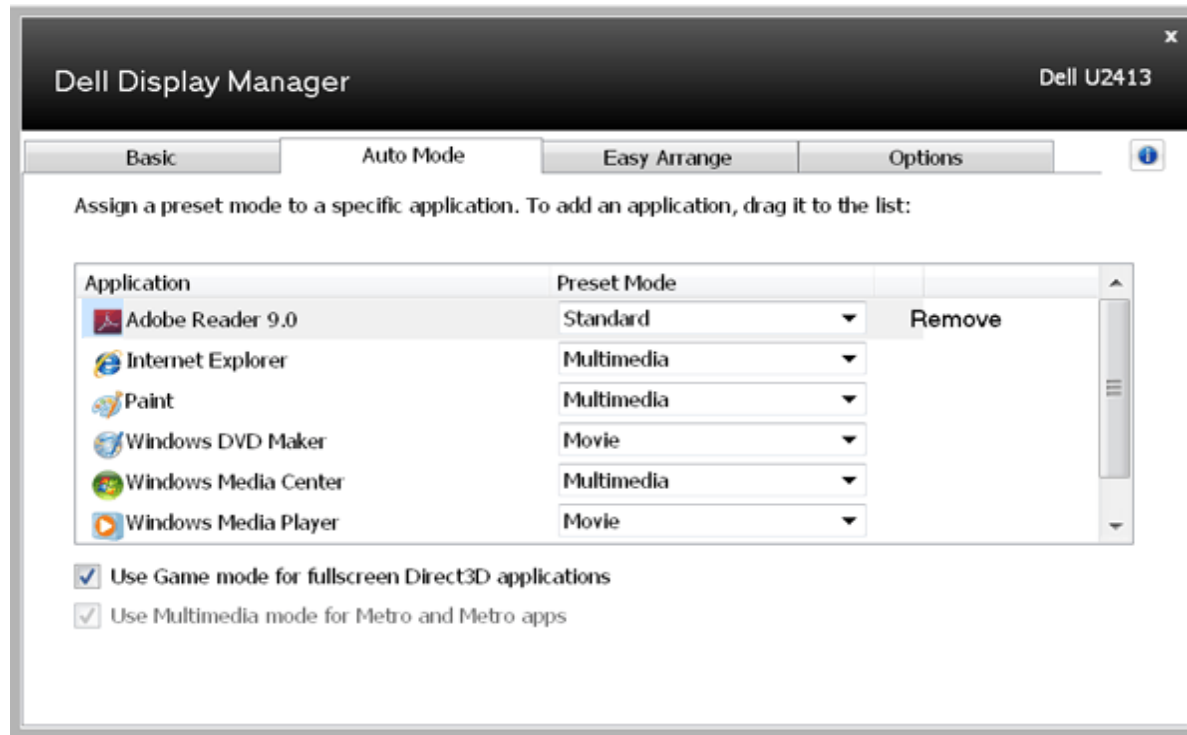 x
Dell Display Manager
Dell U2413
Basic Auto Mode Easy Arrange Options
Assign a preset mode to a specific application. To add an application, drag it to the list:
Application Preset Mode
Adobe Reader 9.0 Standard Remove
Internet Explorer Multimedia
Paint Multimedia
Windows DVD Maker Movie
Windows Media Center Multimedia
Windows Media Player Movie
Use Game mode for fullscreen Direct3D applications
Use Multimedia mode for Metro and Metro apps